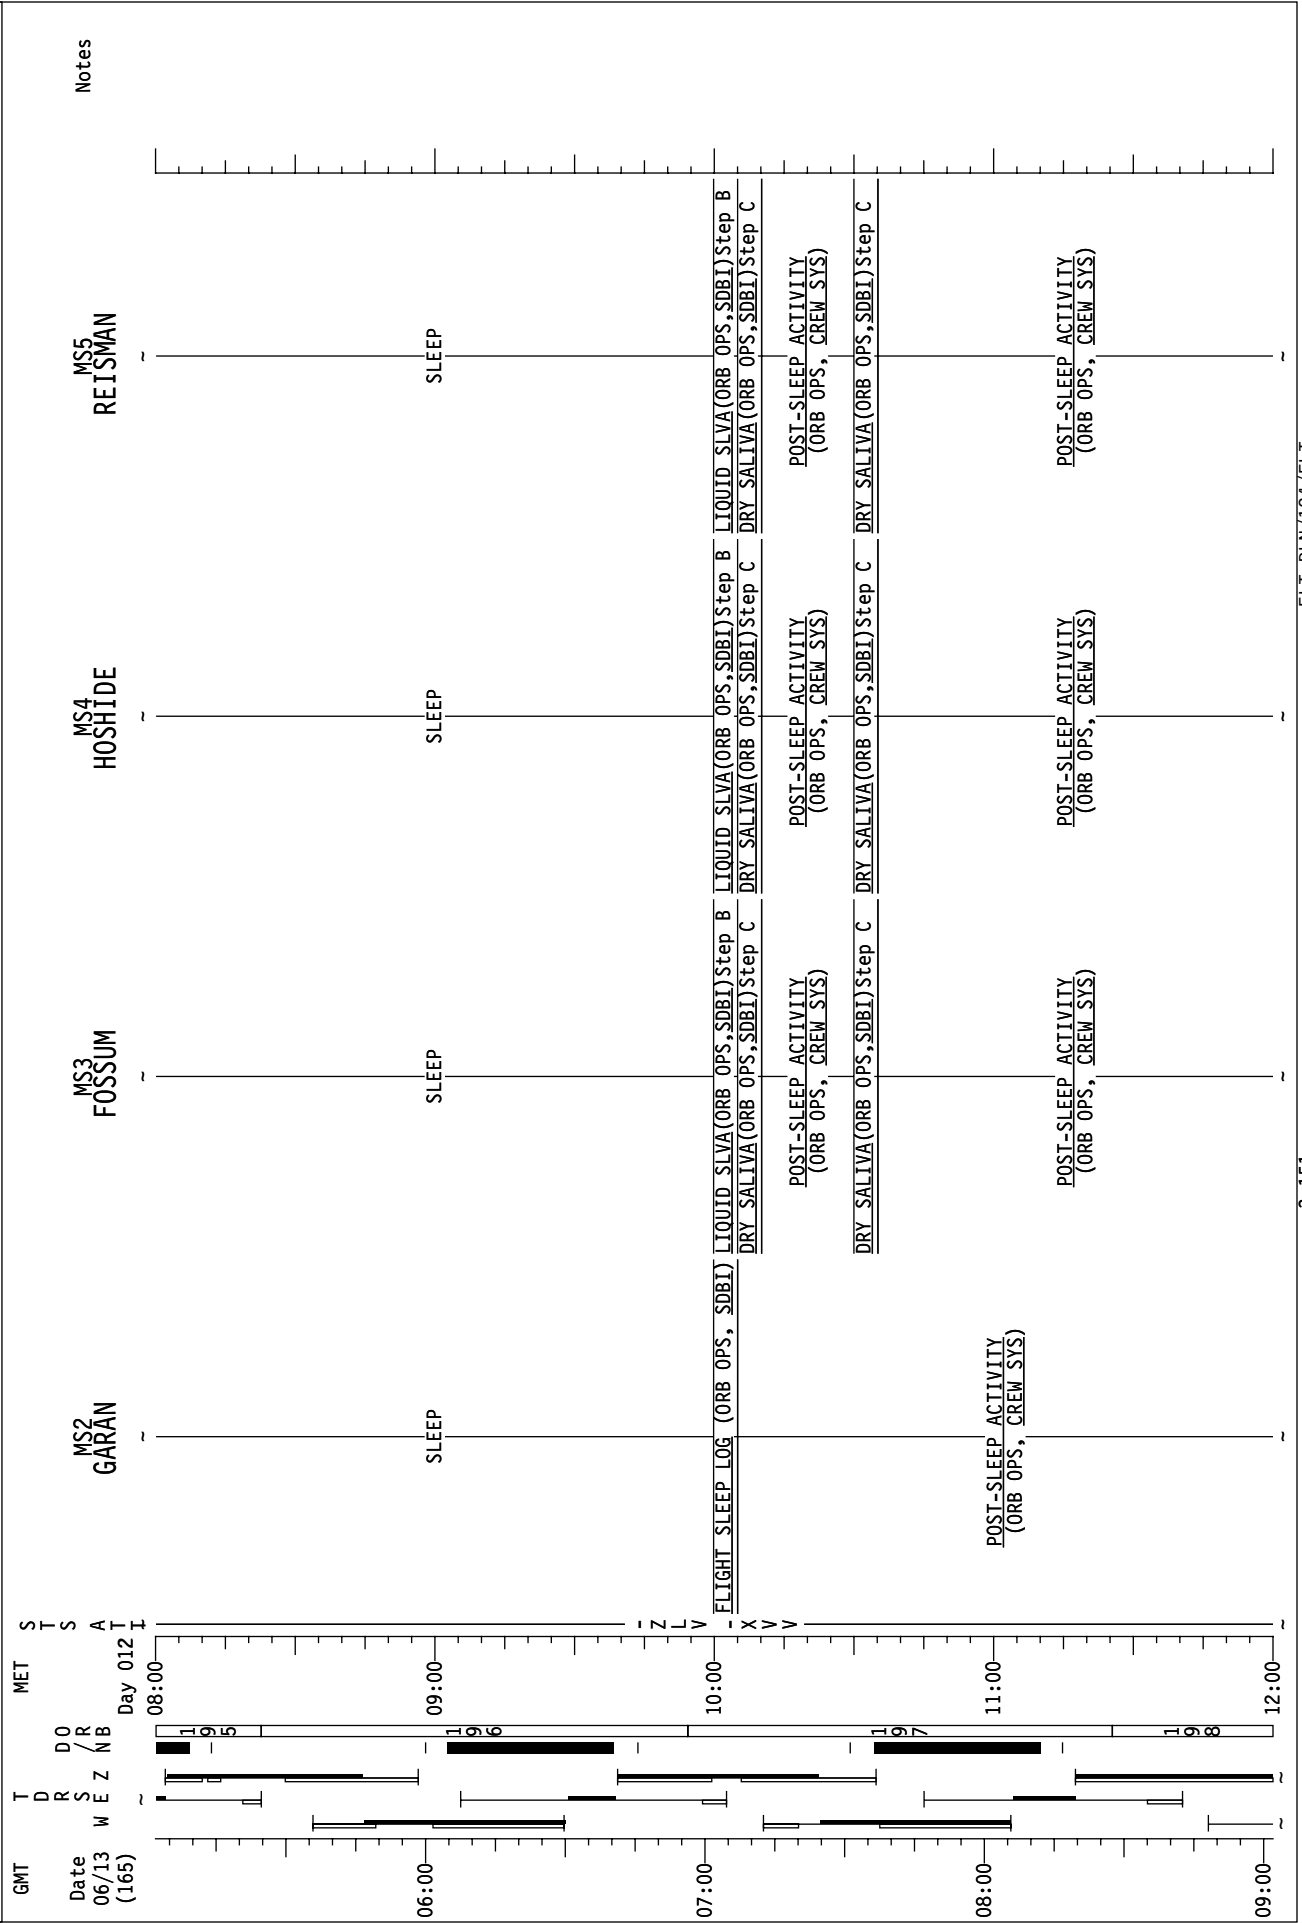 GMT
Date
06/13
(165)
06:00
07:00
08:00
09:00
T
D
R
S
W E Z
D O
/ R
N B
195
196
197
198
MET
Day 012
08:00
09:00
10:00
11:00
12:00
S
T
S
A
T
T
-ZLV
-XVV
MS2
GARAN
SLEEP
FLIGHT SLEEP LOG (ORB OPS, SDBI)
POST-SLEEP ACTIVITY
(ORB OPS, CREW SYS)
MS3
FOSSUM
SLEEP
LIQUID SLVA(ORB OPS,SDBI)Step B
DRY SALIVA(ORB OPS,SDBI)Step C
POST-SLEEP ACTIVITY
(ORB OPS, CREW SYS)
DRY SALIVA(ORB OPS,SDBI)Step C
POST-SLEEP ACTIVITY
(ORB OPS, CREW SYS)
MS4
HOSHIDE
SLEEP
LIQUID SLVA(ORB OPS,SDBI)Step B
DRY SALIVA(ORB OPS,SDBI)Step C
POST-SLEEP ACTIVITY
(ORB OPS, CREW SYS)
DRY SALIVA(ORB OPS,SDBI)Step C
POST-SLEEP ACTIVITY
(ORB OPS, CREW SYS)
MS5
REISMAN
SLEEP
LIQUID SLVA(ORB OPS,SDBI)Step B
DRY SALIVA(ORB OPS,SDBI)Step C
POST-SLEEP ACTIVITY
(ORB OPS, CREW SYS)
DRY SALIVA(ORB OPS,SDBI)Step C
POST-SLEEP ACTIVITY
(ORB OPS, CREW SYS)
Notes